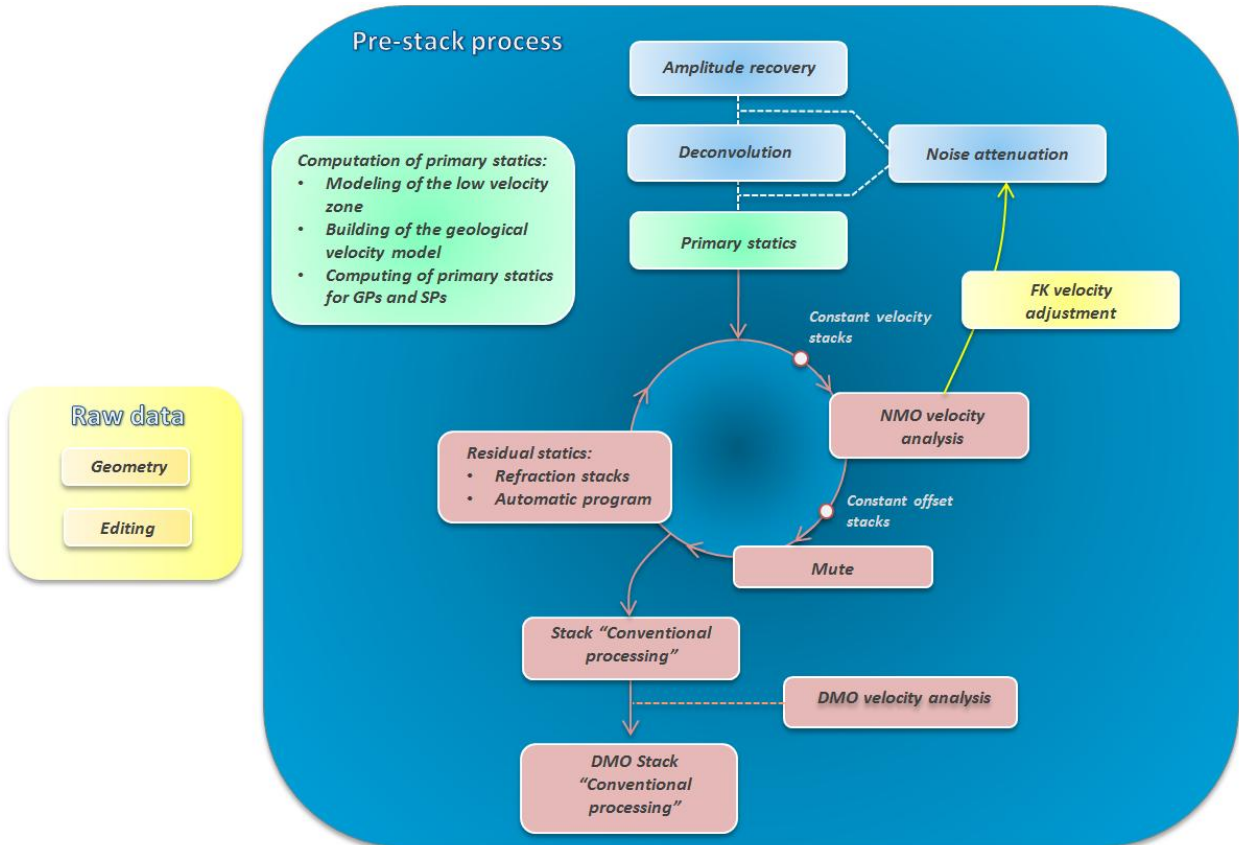 Pre-stack process
Amplitude recovery
Deconvolution
Noise attenuation
Computation of primary statics:
• Modeling of the low velocity
zone
• Building of the geological
velocity model
• Computing of primary statics
for GPs and SPs
Primary statics
FK velocity
adjustment
Constant velocity
stacks
Raw data
Geometry
Editing
NMO velocity
analysis
Residual statics:
• Refraction stacks
• Automatic program
Constant offset
stacks
Mute
Stack “Conventional
processing”
DMO velocity analysis
DMO Stack
“Conventional
processing”